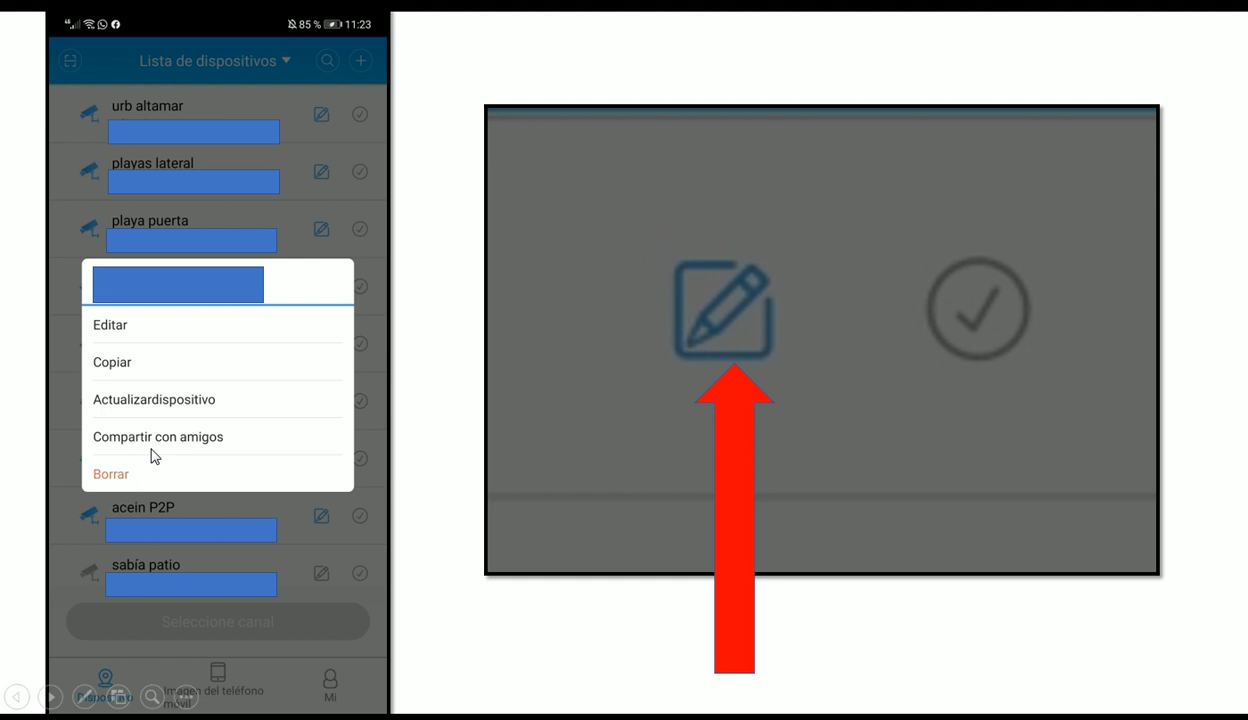 85 % 11:23
Lista de dispositivos
urb altamar
playas lateral
playa puerta
Editar
Copiar
Actualizardispositivo
Compartir con amigos
Borrar
acein P2P
sabía patio
Seleccione canal
Dispositivo
Imagen del teléfono
móvil
Mi